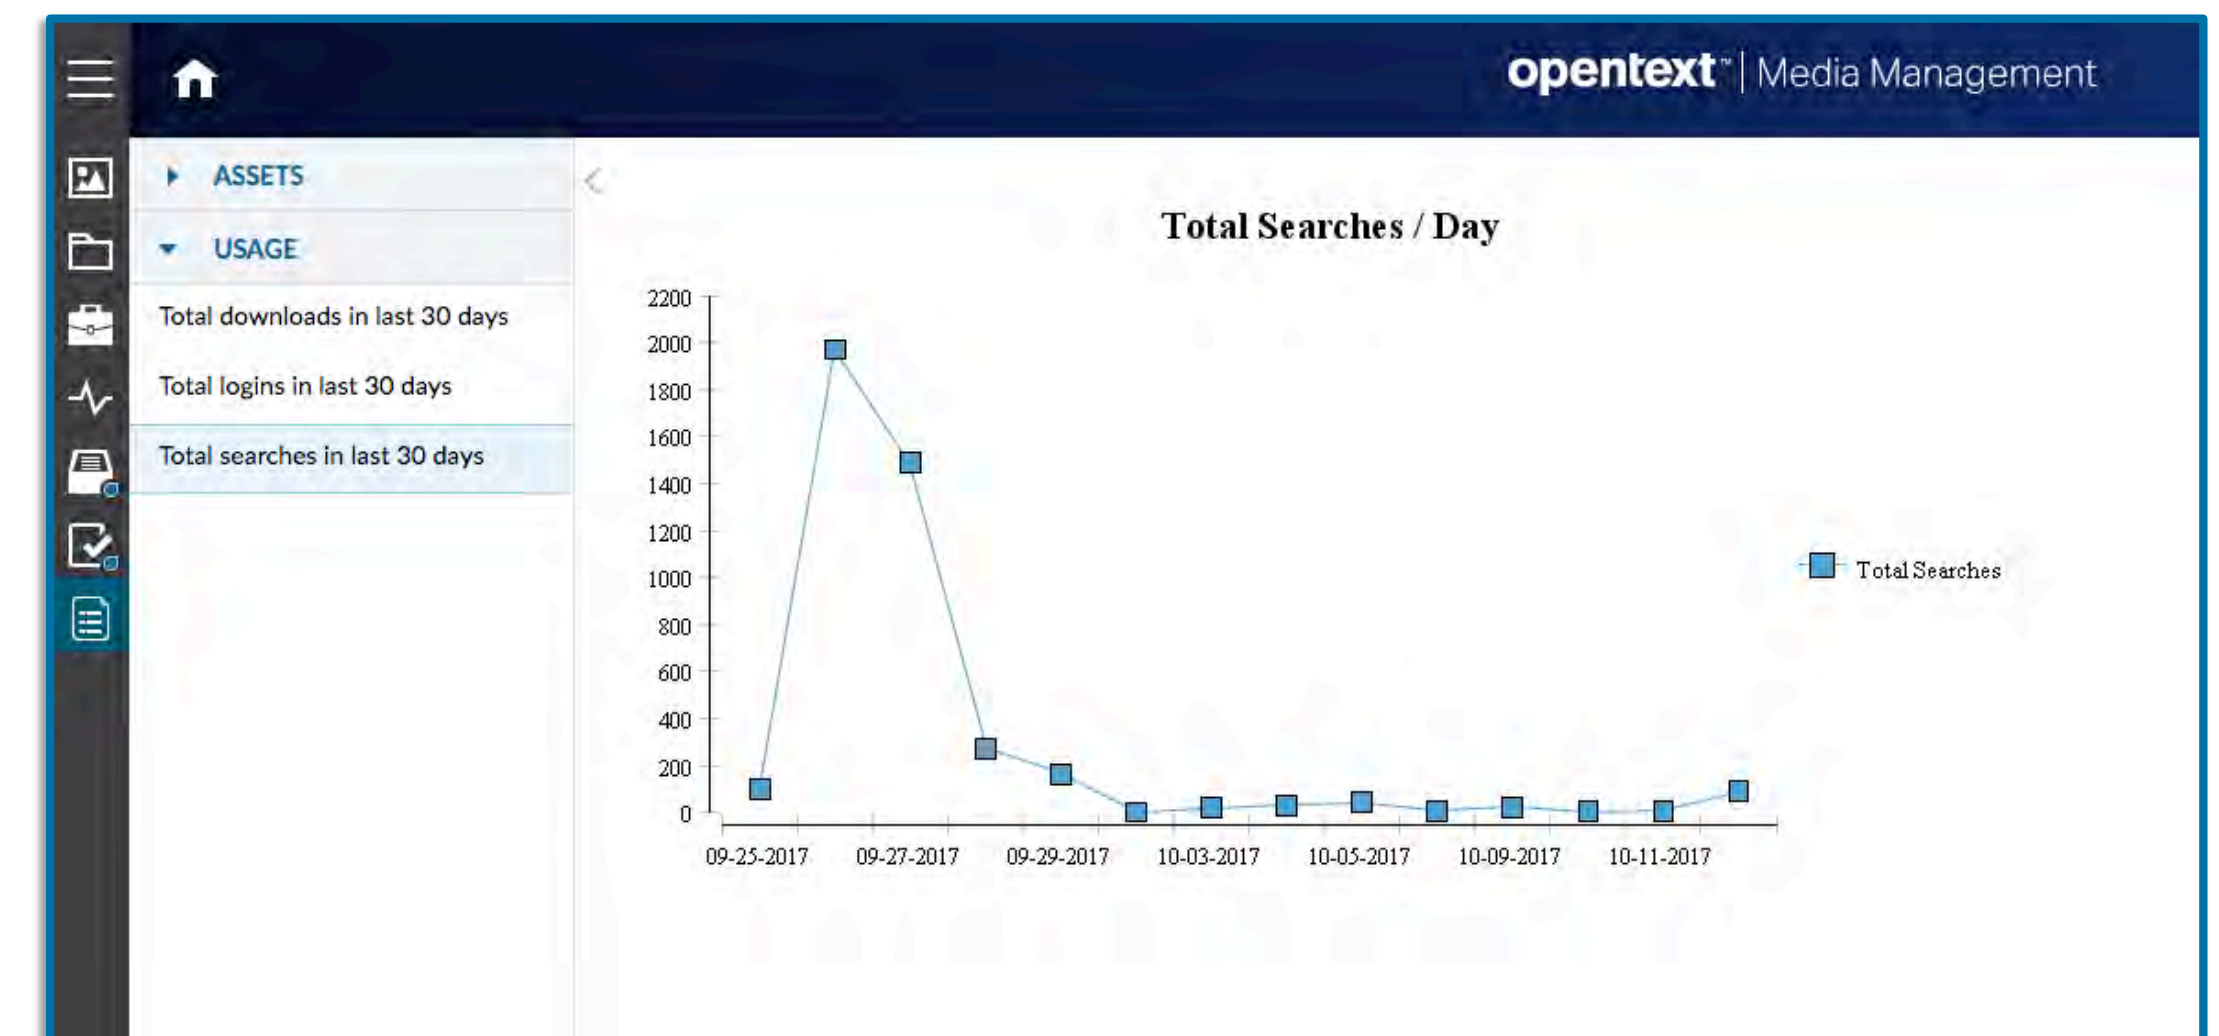 opentext™ | Media Management
ASSETS
USAGE
Total downloads in last 30 days
Total logins in last 30 days
Total searches in last 30 days
Total Searches / Day
2200
2000
1800
1600
1400
1200
1000
800
600
400
200
0
09-25-2017 09-27-2017 09-29-2017 10-03-2017 10-05-2017 10-09-2017 10-11-2017
Total Searches